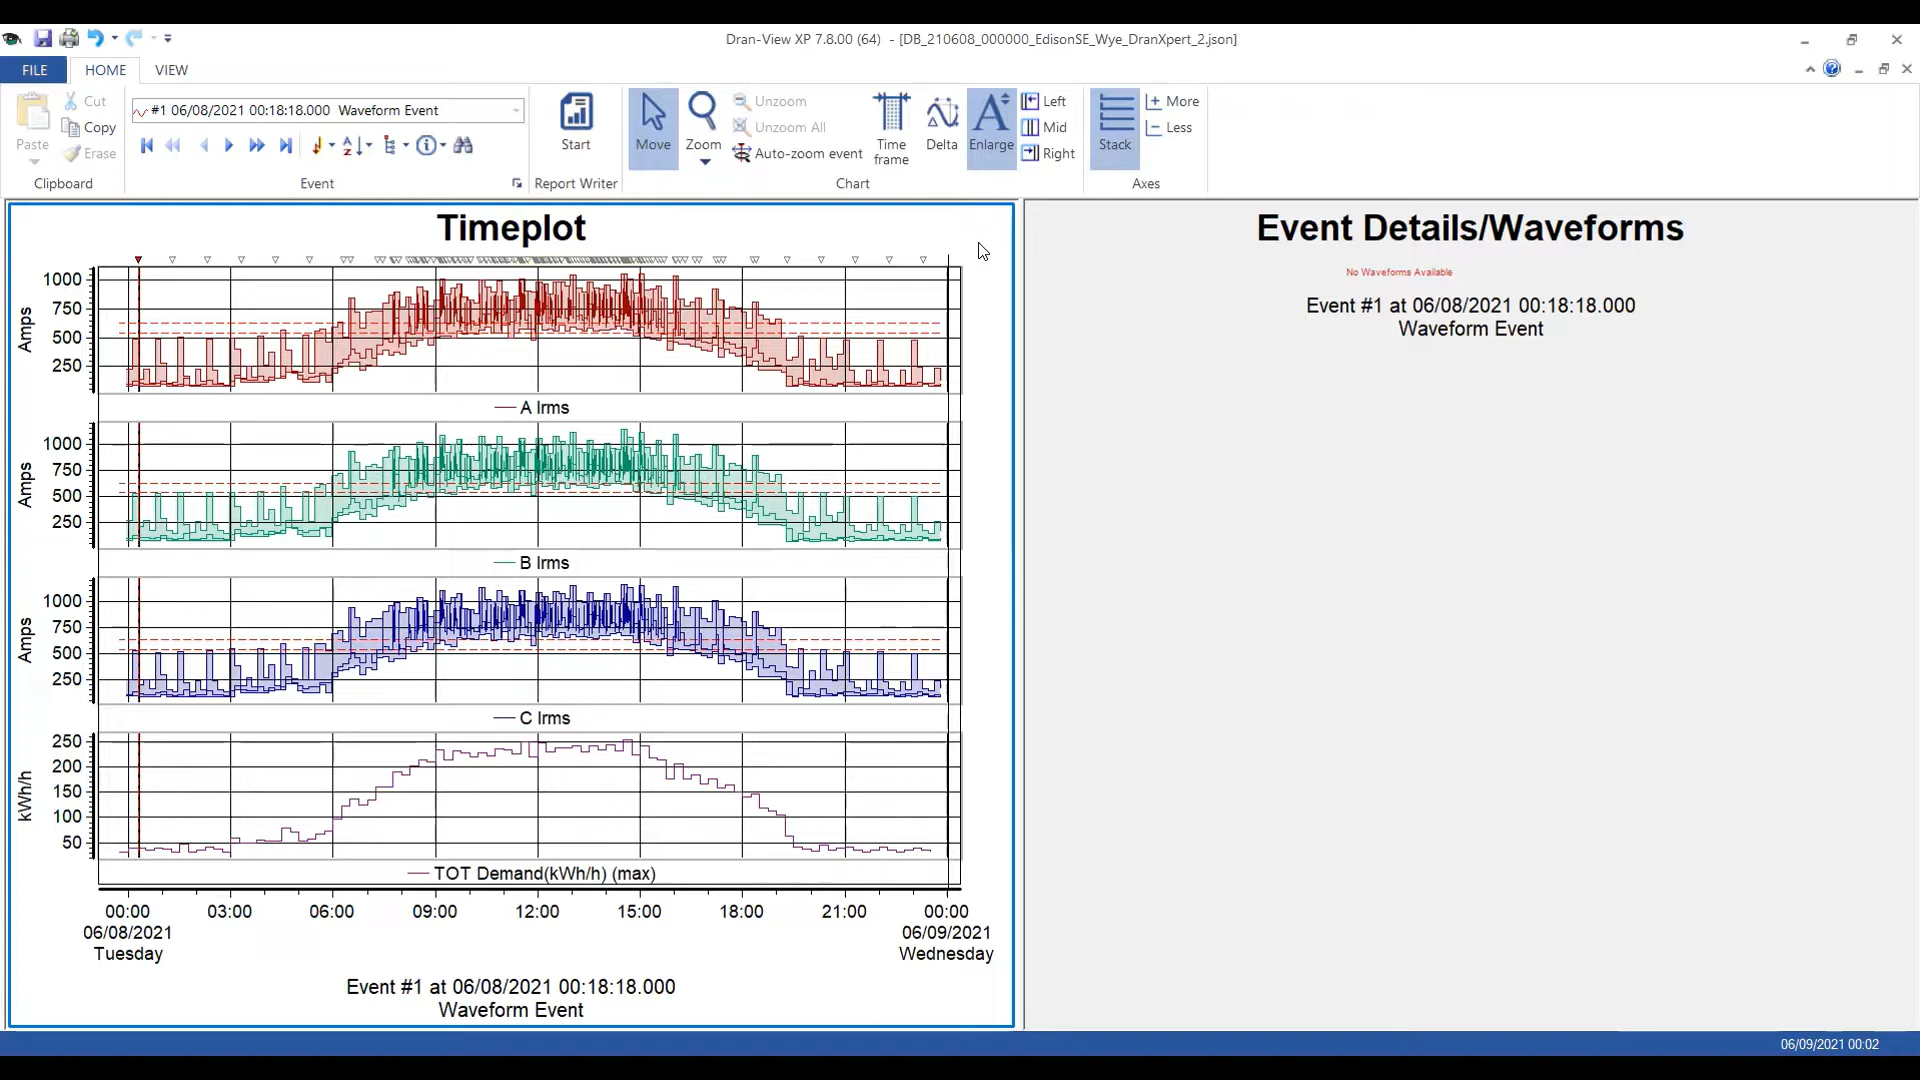 Dran-View XP 7.8.00 (64) - [DB_210608_000000_EdisonSE_Wye_DranXpert_2.json]
FILE HOME VIEW
Paste
Cut
Copy
Erase
Clipboard
#1 06/08/2021 00:18:18.000 Waveform Event
Event
Start
Report Writer
Move
Zoom
Unzoom
Unzoom All
Auto-zoom event
Time frame
Delta
Enlarge
Left
Mid
Right
Chart
Stack
More
Less
Axes
Timeplot
1000
750
500
250
Amps
A Irms
1000
750
500
250
Amps
B Irms
1000
750
500
250
Amps
C Irms
250
200
150
100
50
kWh/h
TOT Demand(kWh/h) (max)
00:00 03:00 06:00 09:00 12:00 15:00 18:00 21:00 00:00
06/08/2021 06/09/2021
Tuesday Wednesday
Event #1 at 06/08/2021 00:18:18.000
Waveform Event
Event Details/Waveforms
No Waveforms Available
Event #1 at 06/08/2021 00:18:18.000
Waveform Event
06/09/2021 00:02